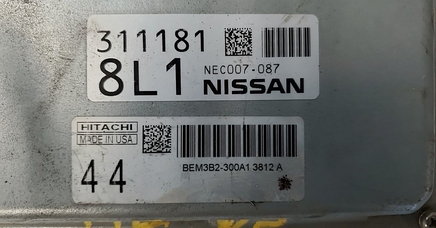 311181
8L1 NEC007-087
NISSAN
HITACHI
MADE IN USA
44
BEM3B2-300A1 3812 A